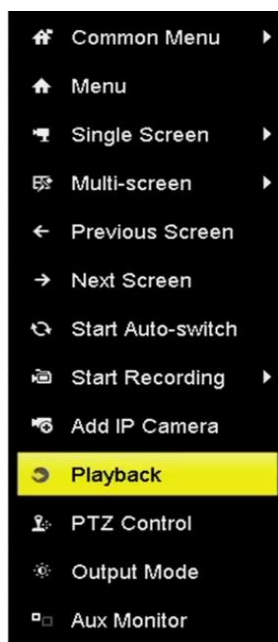 Common Menu
Menu
Single Screen
Multi-screen
Previous Screen
Next Screen
Start Auto-switch
Start Recording
Add IP Camera
Playback
PTZ Control
Output Mode
Aux Monitor